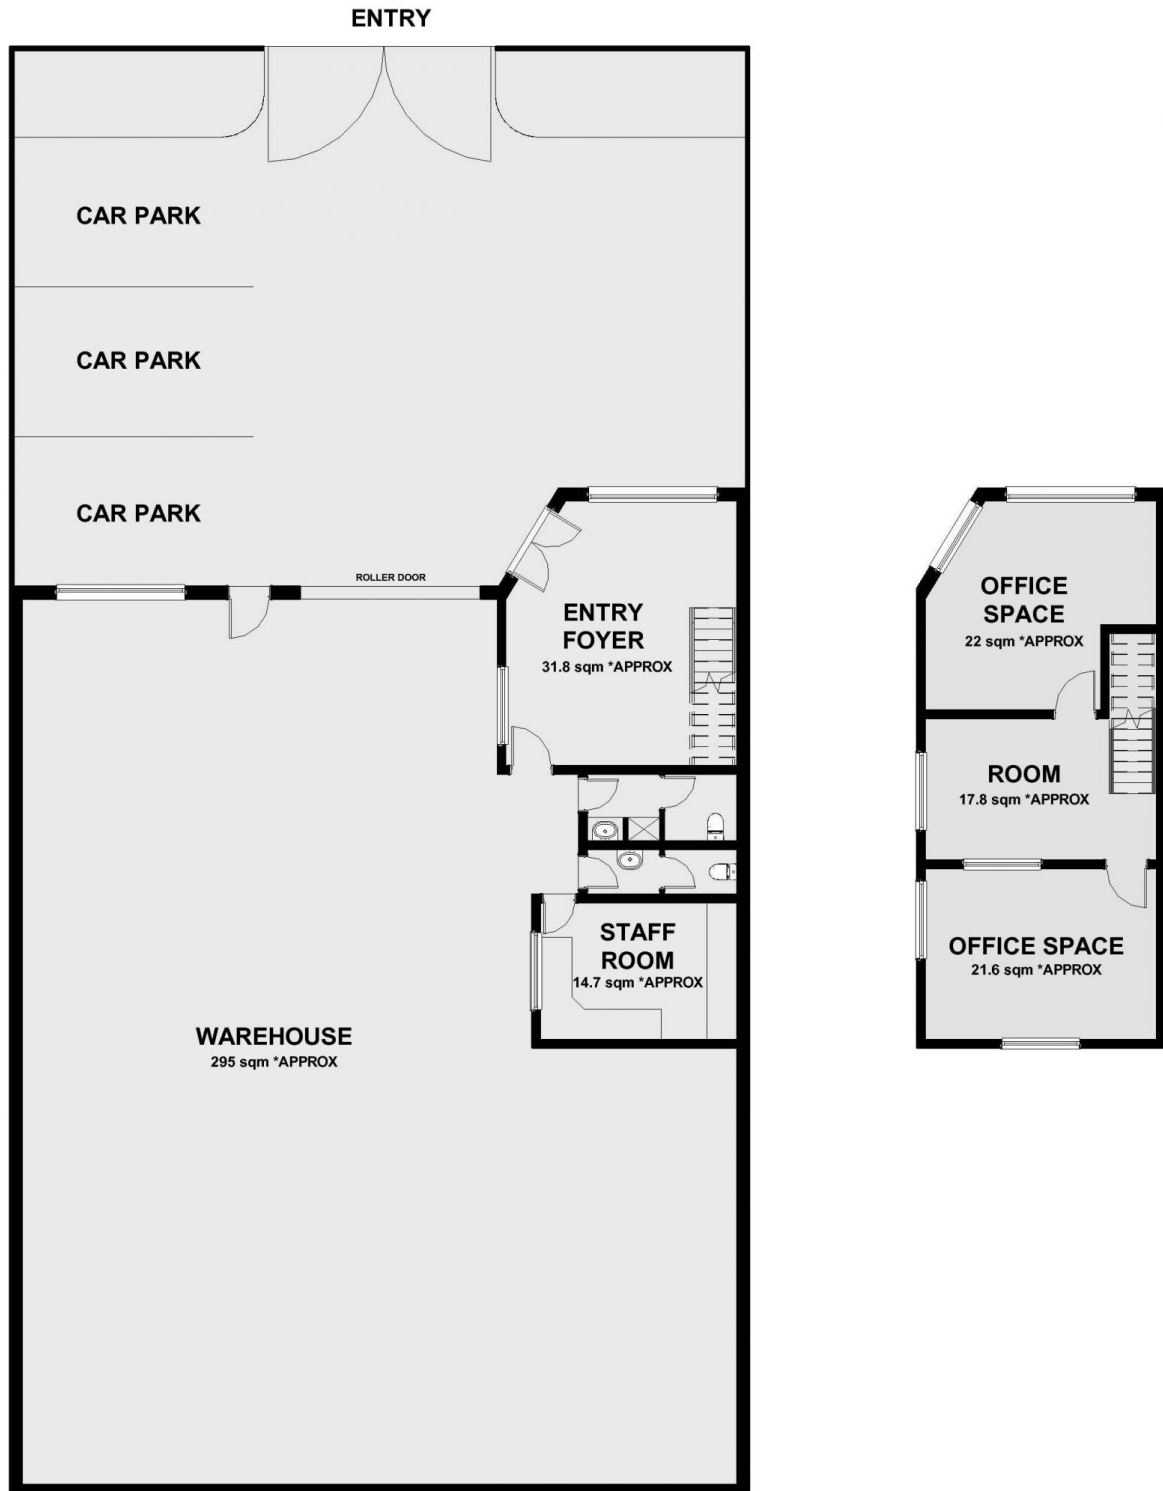 ENTRY
CAR PARK
CAR PARK
CAR PARK
ROLLER DOOR
ENTRY
FOYER
31.8 sqm *APPROX
STAFF
ROOM
14.7 sqm *APPROX
WAREHOUSE
295 sqm *APPROX
OFFICE
SPACE
22 sqm *APPROX
ROOM
17.8 sqm *APPROX
OFFICE SPACE
21.6 sqm *APPROX